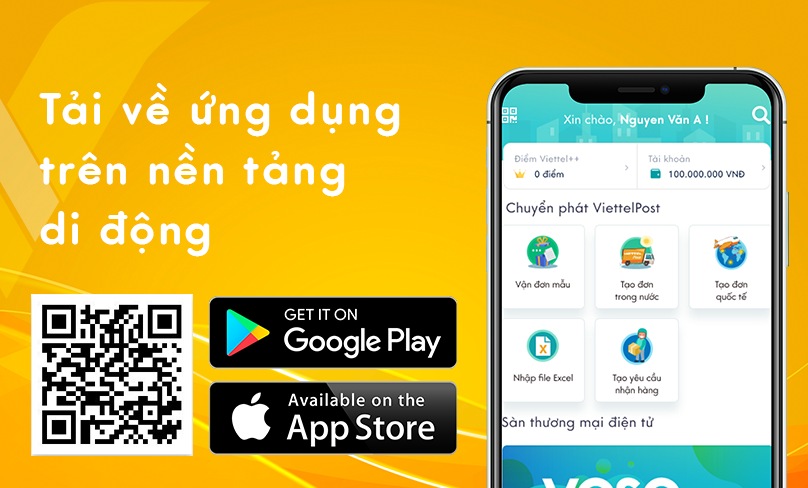 Tải về ứng dụng
trên nền tảng
di động
GET IT ON
Google Play
Available on the
App Store
Xin chào, Nguyen Văn A !
Điểm Viettel++
0 điểm
Tài khoản
100.000.000 VNĐ
Chuyển phát ViettelPost
Vận đơn mẫu
Tạo đơn
trong nước
Tạo đơn
quốc tế
Nhập file Excel
Tạo yêu cầu
nhận hàng
Sàn thương mại điện tử